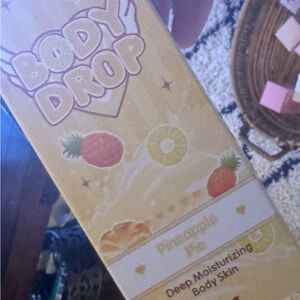 BODY
DROP
Pineapple
Pie
Deep Moisturizing
Body Skin